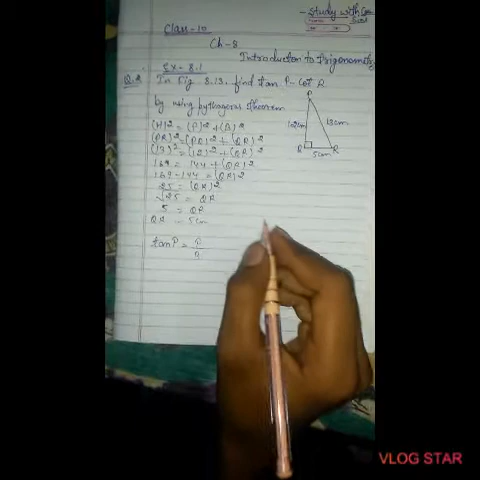 - Study with
Class-10
Ch-8
Introduction to Trigonometry
Ex-8.1
Q.2 In Fig 8.13, find tan P - Cot R
by using pythagoras theorem
P
12cm
13cm
Q
R
5cm
(H)² = (P)² + (B)²
(PR)² = (PQ)² + (QR)²
(13)² = (12)² + (QR)²
169 = 144 + (QR)²
169-144 = (QR)²
25 = (QR)²
√25 = QR
5 = QR
QR = 5cm
tanP = P/B
VLOG STAR